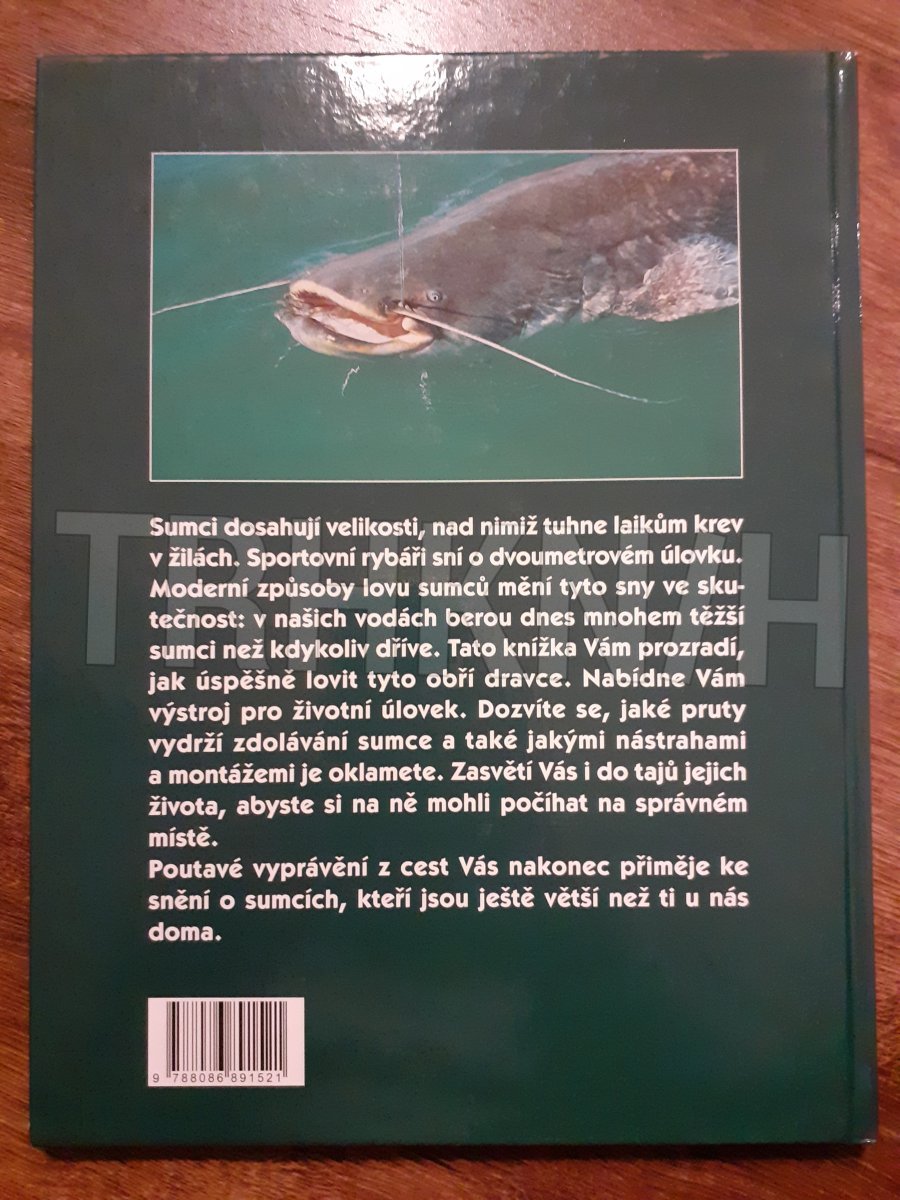 Sumci dosahují velikosti, nad nimiž tuhne laikům krev
v žilách. Sportovní rybáři sní o dvoumetrovém úlovku.
Moderní způsoby lovu sumců mění tyto sny ve sku-
tečnost: v našich vodách berou dnes mnohem těžší
sumci než kdykoliv dříve. Tato knížka Vám prozradí,
jak úspěšně lovit tyto obří dravce. Nabídne Vám
výstroj pro životní úlovek. Dozvíte se, jaké pruty
vydrží zdolávání sumce a také jakými nástrahami
a montážemi je oklamete. Zasvětí Vás i do tajů jejich
života, abyste si na ně mohli počíhat na správném
místě.
Poutavé vyprávění z cest Vás nakonec přiměje ke
snění o sumcích, kteří jsou ještě větší než ti u nás
doma.
9 788086 891521